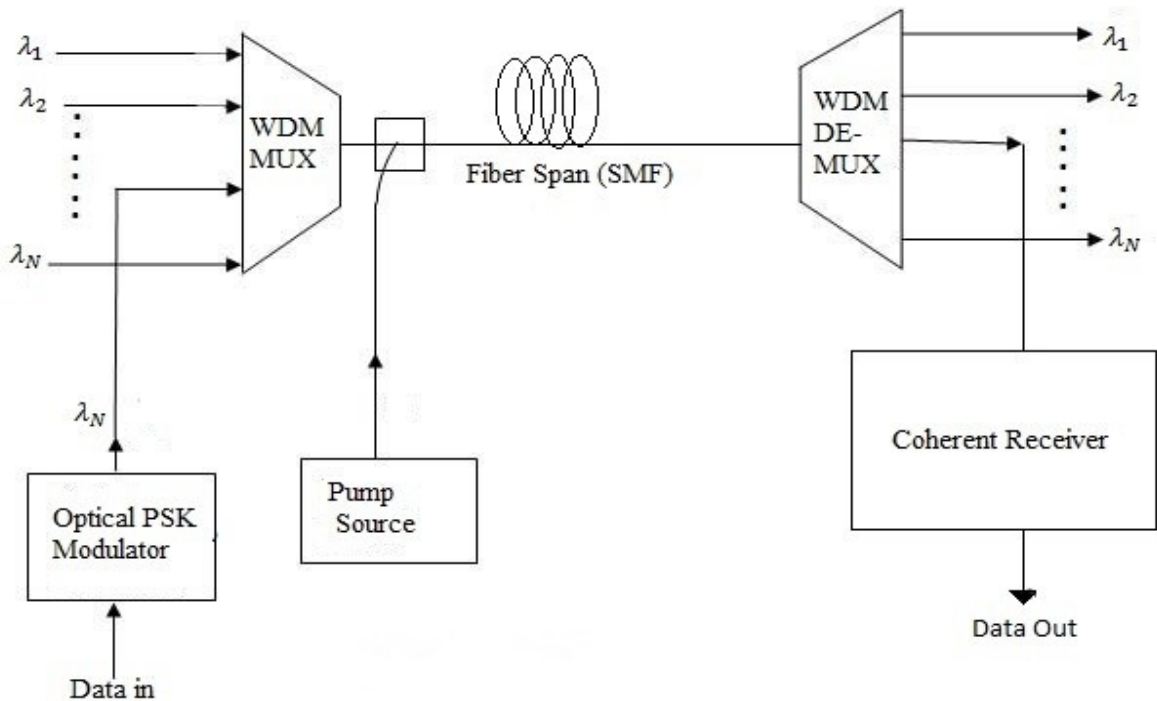 λ1
λ2
λN
WDM
MUX
Fiber Span (SMF)
WDM
DE-
MUX
λ1
λ2
λN
λN
Optical PSK
Modulator
Data in
Pump
Source
Coherent Receiver
Data Out